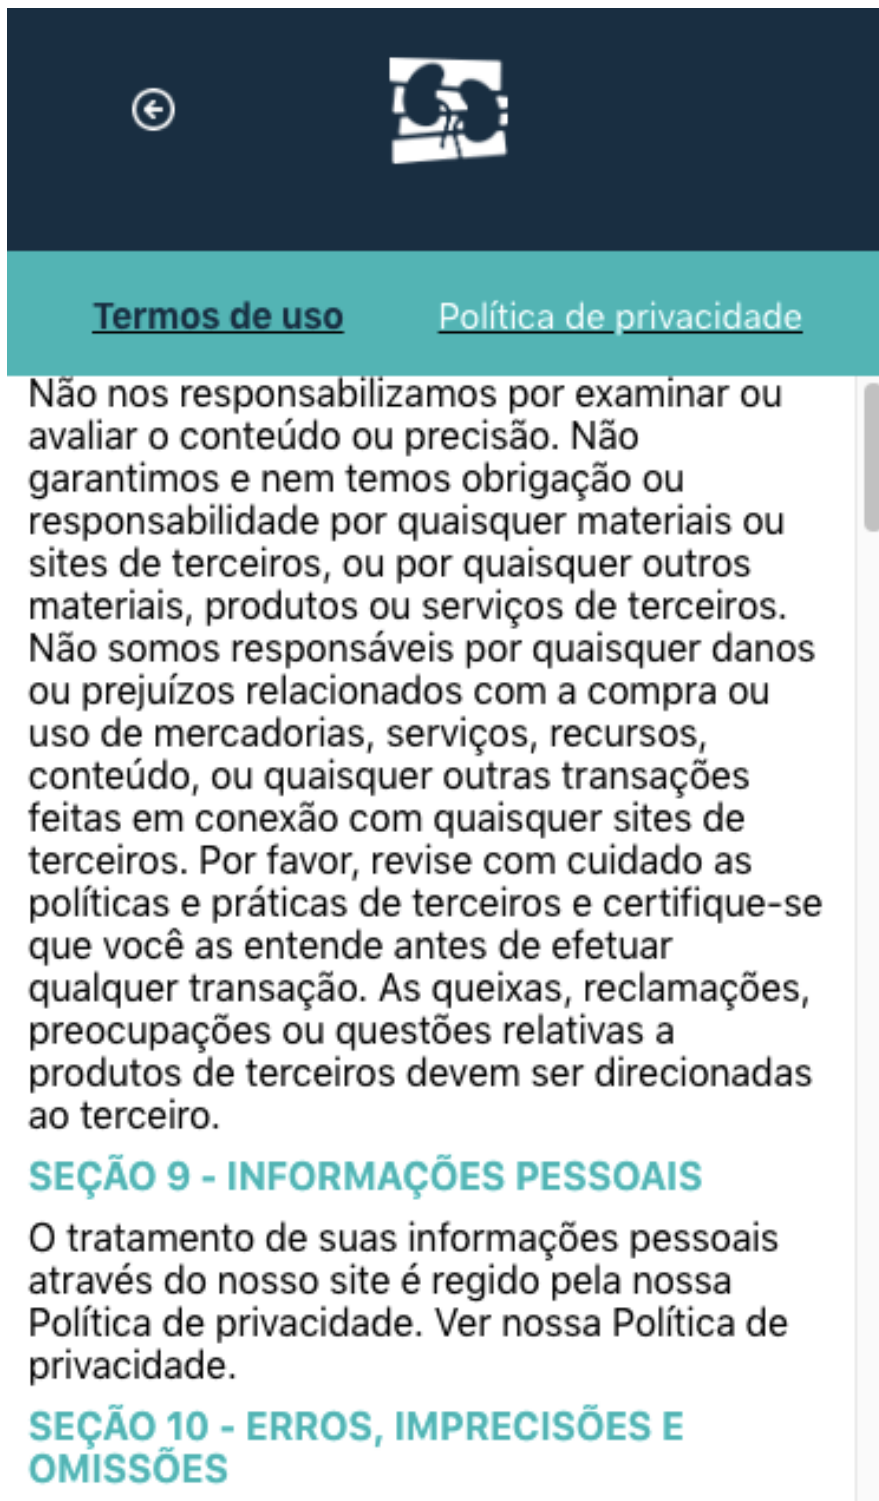 Termos de uso
Política de privacidade
Não nos responsabilizamos por examinar ou
avaliar o conteúdo ou precisão. Não
garantimos e nem temos obrigação ou
responsabilidade por quaisquer materiais ou
sites de terceiros, ou por quaisquer outros
materiais, produtos ou serviços de terceiros.
Não somos responsáveis por quaisquer danos
ou prejuízos relacionados com a compra ou
uso de mercadorias, serviços, recursos,
conteúdo, ou quaisquer outras transações
feitas em conexão com quaisquer sites de
terceiros. Por favor, revise com cuidado as
políticas e práticas de terceiros e certifique-se
que você as entende antes de efetuar
qualquer transação. As queixas, reclamações,
preocupações ou questões relativas a
produtos de terceiros devem ser direcionadas
ao terceiro.
SEÇÃO 9 - INFORMAÇÕES PESSOAIS
O tratamento de suas informações pessoais
através do nosso site é regido pela nossa
Política de privacidade. Ver nossa Política de
privacidade.
SEÇÃO 10 - ERROS, IMPRECISÕES E
OMISSÕES